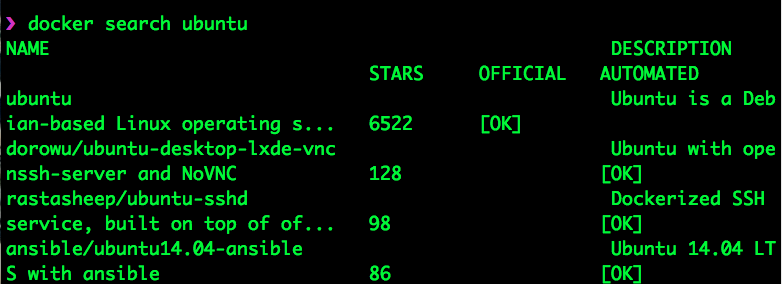 ❯ docker search ubuntu
NAME DESCRIPTION
STARS OFFICIAL AUTOMATED
ubuntu Ubuntu is a Deb
ian-based Linux operating s... 6522 [OK]
dorowu/ubuntu-desktop-lxde-vnc Ubuntu with ope
nssh-server and NoVNC 128 [OK]
rastasheep/ubuntu-sshd Dockerized SSH
service, built on top of of... 98 [OK]
ansible/ubuntu14.04-ansible Ubuntu 14.04 LT
S with ansible 86 [OK]